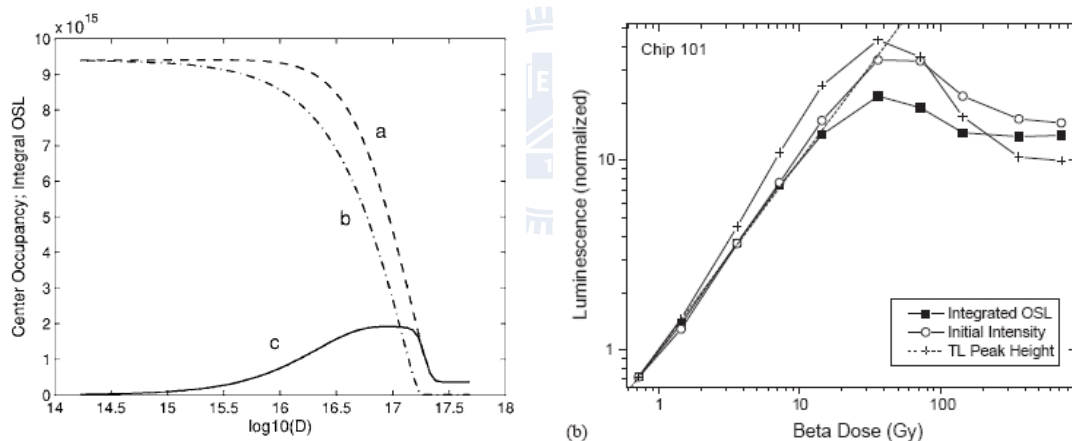 Center Occupancy; Integral OSL
× 10^15
10
9
8
7
6
5
4
3
2
1
0
14
14.5
15
15.5
16
16.5
17
17.5
18
log10(D)
a
b
c
Chip 101
Luminescence (normalized)
10
1
1
10
100
Beta Dose (Gy)
Integrated OSL
Initial Intensity
TL Peak Height
(b)